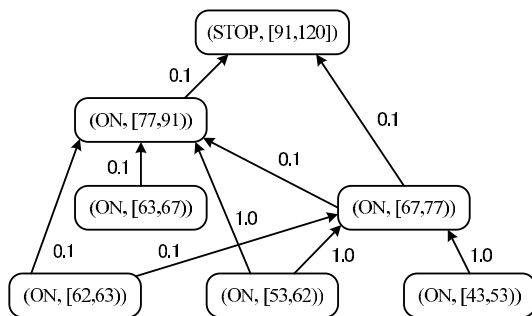 (STOP, [91,120])
0.1
0.1
(ON, [77,91))
0.1
0.1
(ON, [63,67))
(ON, [67,77))
1.0
0.1
0.1
1.0
1.0
(ON, [62,63))
(ON, [53,62))
(ON, [43,53))